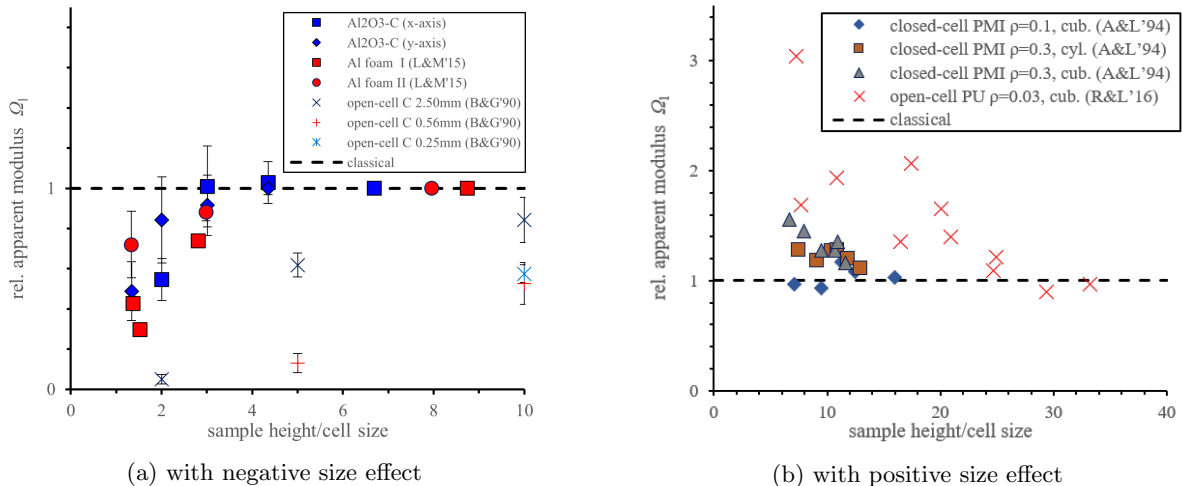 Al2O3-C (x-axis)
Al2O3-C (y-axis)
Al foam I (L&M'15)
Al foam II (L&M'15)
open-cell C 2.50mm (B&G'90)
open-cell C 0.56mm (B&G'90)
open-cell C 0.25mm (B&G'90)
classical
rel. apparent modulus Ω1
1
0
0 2 4 6 8 10
sample height/cell size
(a) with negative size effect
closed-cell PMI ρ=0.1, cub. (A&L’94)
closed-cell PMI ρ=0.3, cyl. (A&L’94)
closed-cell PMI ρ=0.3, cub. (A&L’94)
open-cell PU ρ=0.03, cub. (R&L’16)
classical
rel. apparent modulus Ω1
3
2
1
0
0 10 20 30 40
sample height/cell size
(b) with positive size effect